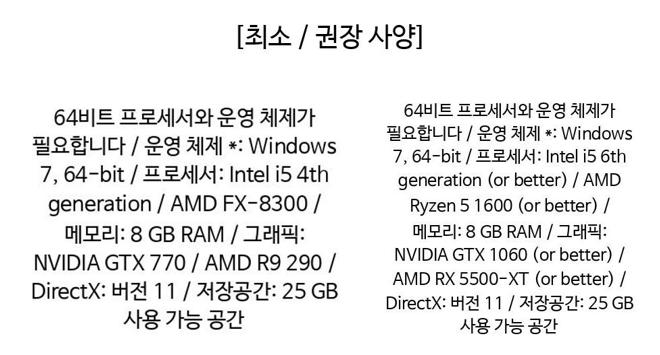 [최소 / 권장 사양]
64비트 프로세서와 운영 체제가
필요합니다 / 운영 체제 *: Windows
7, 64-bit / 프로세서: Intel i5 4th
generation / AMD FX-8300 /
메모리: 8 GB RAM / 그래픽:
NVIDIA GTX 770 / AMD R9 290 /
DirectX: 버전 11 / 저장공간: 25 GB
사용 가능 공간
64비트 프로세서와 운영 체제가
필요합니다 / 운영 체제 *: Windows
7, 64-bit / 프로세서: Intel i5 6th
generation (or better) / AMD
Ryzen 5 1600 (or better) /
메모리: 8 GB RAM / 그래픽:
NVIDIA GTX 1060 (or better) /
AMD RX 5500-XT (or better) /
DirectX: 버전 11 / 저장공간: 25 GB
사용 가능 공간